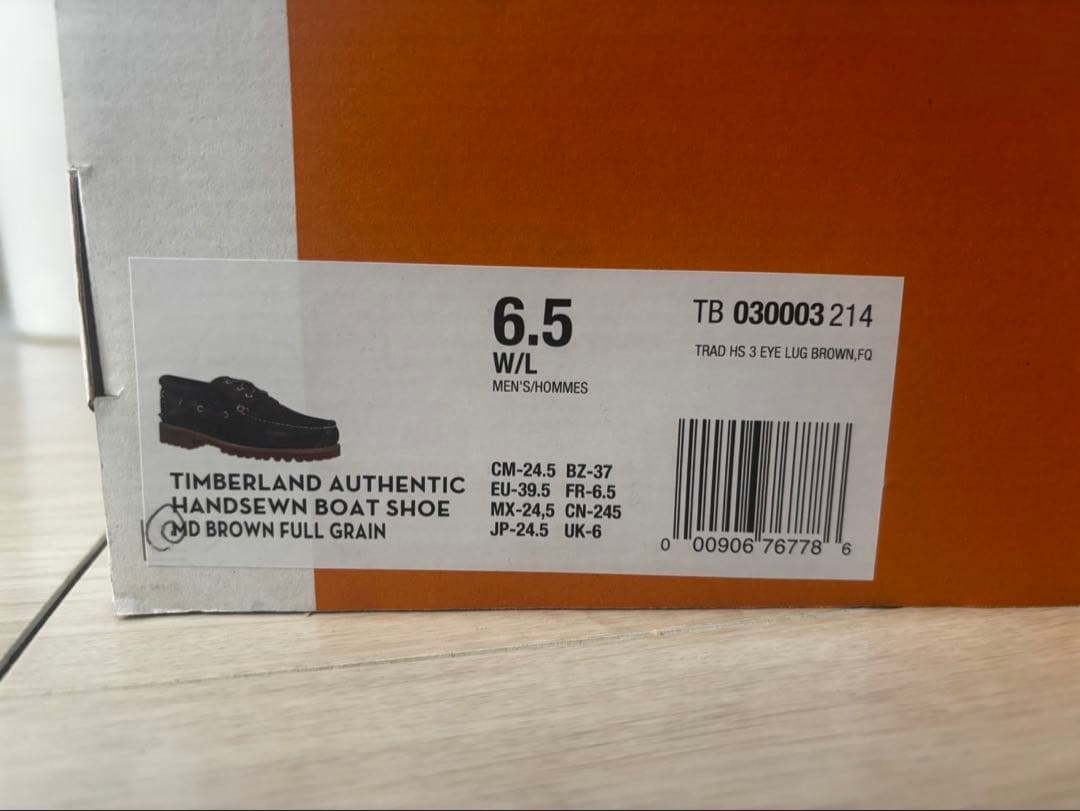 6.5
W/L
MEN'S/HOMMES
TB 030003 214
TRAD HS 3 EYE LUG BROWN,FQ
TIMBERLAND AUTHENTIC
HANDSEWN BOAT SHOE
MD BROWN FULL GRAIN
CM-24.5 BZ-37
EU-39.5 FR-6.5
MX-24,5 CN-245
JP-24.5 UK-6
0 00906 76778 6